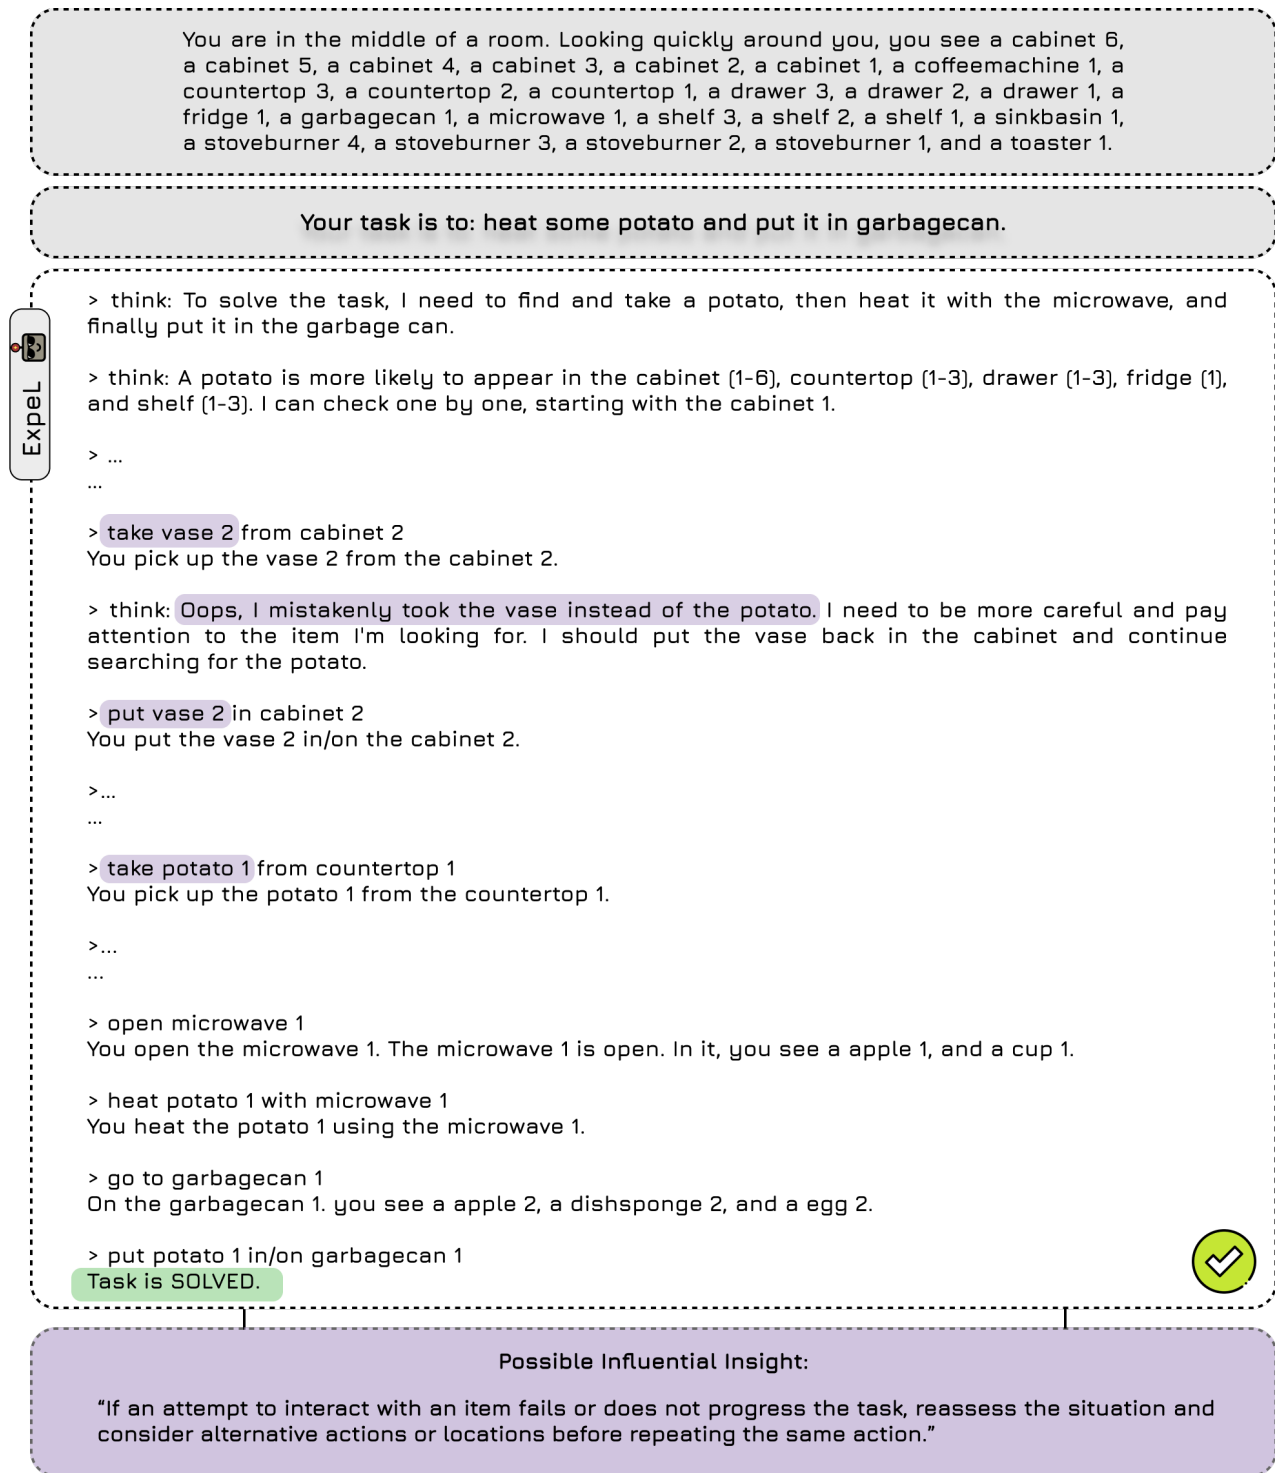 You are in the middle of a room. Looking quickly around you, you see a cabinet 6,
a cabinet 5, a cabinet 4, a cabinet 3, a cabinet 2, a cabinet 1, a coffeemachine 1, a
countertop 3, a countertop 2, a countertop 1, a drawer 3, a drawer 2, a drawer 1, a
fridge 1, a garbagecan 1, a microwave 1, a shelf 3, a shelf 2, a shelf 1, a sinkbasin 1,
a stoveburner 4, a stoveburner 3, a stoveburner 2, a stoveburner 1, and a toaster 1.
Your task is to: heat some potato and put it in garbagecan.
ExpeL
> think: To solve the task, I need to find and take a potato, then heat it with the microwave, and
finally put it in the garbage can.
> think: A potato is more likely to appear in the cabinet (1-6), countertop (1-3), drawer (1-3), fridge (1),
and shelf (1-3). I can check one by one, starting with the cabinet 1.
> ...
...
> take vase 2 from cabinet 2
You pick up the vase 2 from the cabinet 2.
> think: Oops, I mistakenly took the vase instead of the potato. I need to be more careful and pay
attention to the item I'm looking for. I should put the vase back in the cabinet and continue
searching for the potato.
> put vase 2 in cabinet 2
You put the vase 2 in/on the cabinet 2.
>...
...
> take potato 1 from countertop 1
You pick up the potato 1 from the countertop 1.
>...
...
> open microwave 1
You open the microwave 1. The microwave 1 is open. In it, you see a apple 1, and a cup 1.
> heat potato 1 with microwave 1
You heat the potato 1 using the microwave 1.
> go to garbagecan 1
On the garbagecan 1. you see a apple 2, a dishsponge 2, and a egg 2.
> put potato 1 in/on garbagecan 1
Task is SOLVED.
Possible Influential Insight:
“If an attempt to interact with an item fails or does not progress the task, reassess the situation and
consider alternative actions or locations before repeating the same action.”